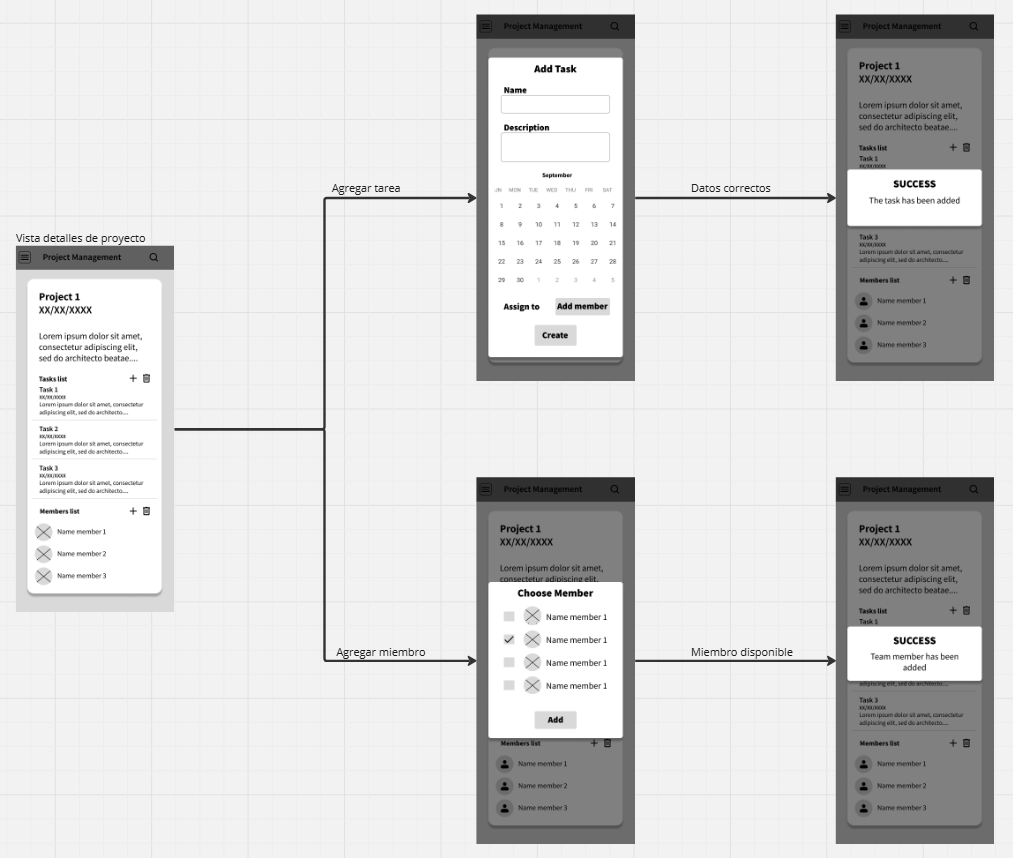 Vista detalles de proyecto
Project Management
Project 1
XX/XX/XXXX
Lorem ipsum dolor sit amet,
consectetur adipiscing elit,
sed do architecto beatae....
Tasks list
Task 1
XX/XX/XXXX
Lorem ipsum dolor sit amet, consectetur
adipiscing elit, sed do architecto....
Task 2
XX/XX/XXXX
Lorem ipsum dolor sit amet, consectetur
adipiscing elit, sed do architecto....
Task 3
XX/XX/XXXX
Lorem ipsum dolor sit amet, consectetur
adipiscing elit, sed do architecto....
Members list
Name member 1
Name member 2
Name member 3
Agregar tarea
Project Management
Add Task
Name
Description
September
UN MON TUE WED THU FRI SAT
1 2 3 4 5 6 7
8 9 10 11 12 13 14
15 16 17 18 19 20 21
22 23 24 25 26 27 28
29 30 1 2 3 4 5
Assign to Add member
Create
Datos correctos
Project Management
Project 1
XX/XX/XXXX
Lorem ipsum dolor sit amet,
consectetur adipiscing elit,
sed do architecto beatae....
Tasks list
Task 1
SUCCESS
The task has been added
Task 3
XX/XX/XXXX
Lorem ipsum dolor sit amet, consectetur
adipiscing elit, sed do architecto....
Members list
Name member 1
Name member 2
Name member 3
Agregar miembro
Project Management
Project 1
XX/XX/XXXX
Lorem ipsum dolor sit amet,
consectetur adipiscing elit,
Choose Member
Name member 1
Name member 1
Name member 1
Name member 1
Add
Members list
Name member 1
Name member 2
Name member 3
Miembro disponible
Project Management
Project 1
XX/XX/XXXX
Lorem ipsum dolor sit amet,
consectetur adipiscing elit,
sed do architecto beatae....
Tasks list
Task 1
SUCCESS
Team member has been
added
adipiscing elit, sed do architecto....
Task 3
XX/XX/XXXX
Lorem ipsum dolor sit amet, consectetur
adipiscing elit, sed do architecto....
Members list
Name member 1
Name member 2
Name member 3